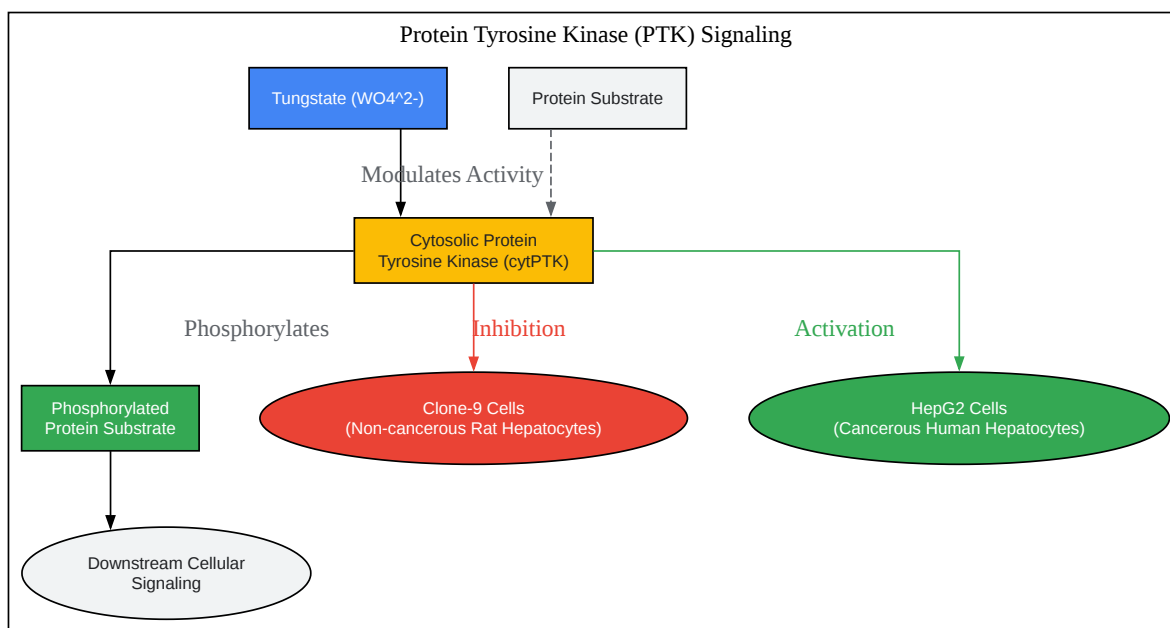 Protein Tyrosine Kinase (PTK) Signaling
Tungstate (WO4^2-)
Protein Substrate
Modulates Activity
Cytosolic Protein
Tyrosine Kinase (cytPTK)
Phosphorylates
Inhibition
Activation
Phosphorylated
Protein Substrate
Clone-9 Cells
(Non-cancerous Rat Hepatocytes)
HepG2 Cells
(Cancerous Human Hepatocytes)
Downstream Cellular
Signaling